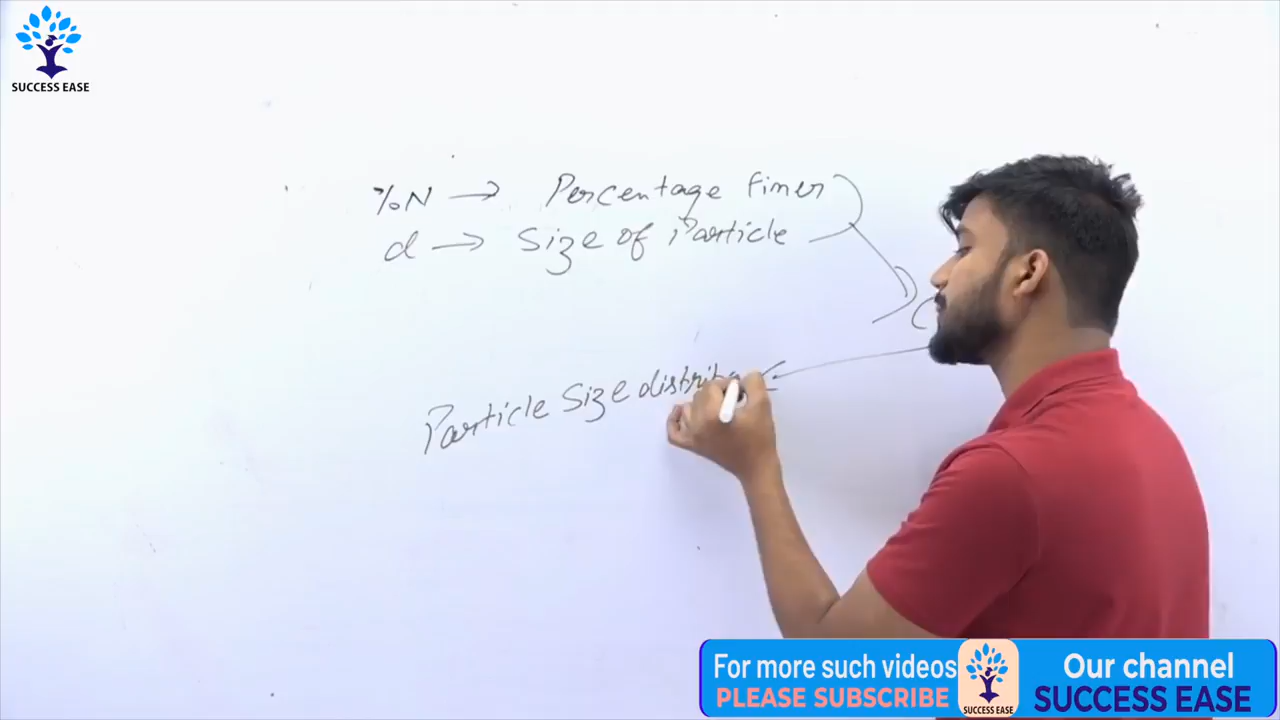 SUCCESS EASE
%N → Percentage Finer
d → Size of Particle
Particle Size distrib
For more such videos
PLEASE SUBSCRIBE
SUCCESS EASE
Our channel
SUCCESS EASE